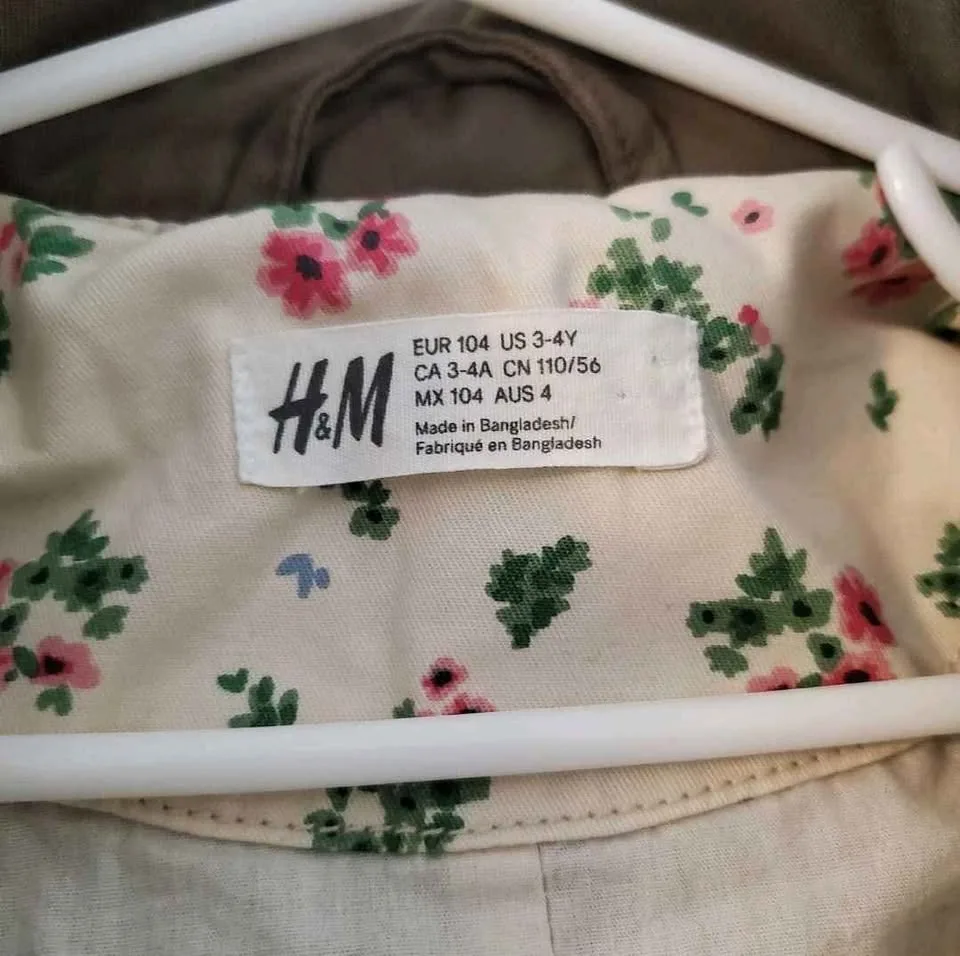 H&M
EUR 104 US 3-4Y
CA 3-4A CN 110/56
MX 104 AUS 4
Made in Bangladesh/
Fabriqué en Bangladesh